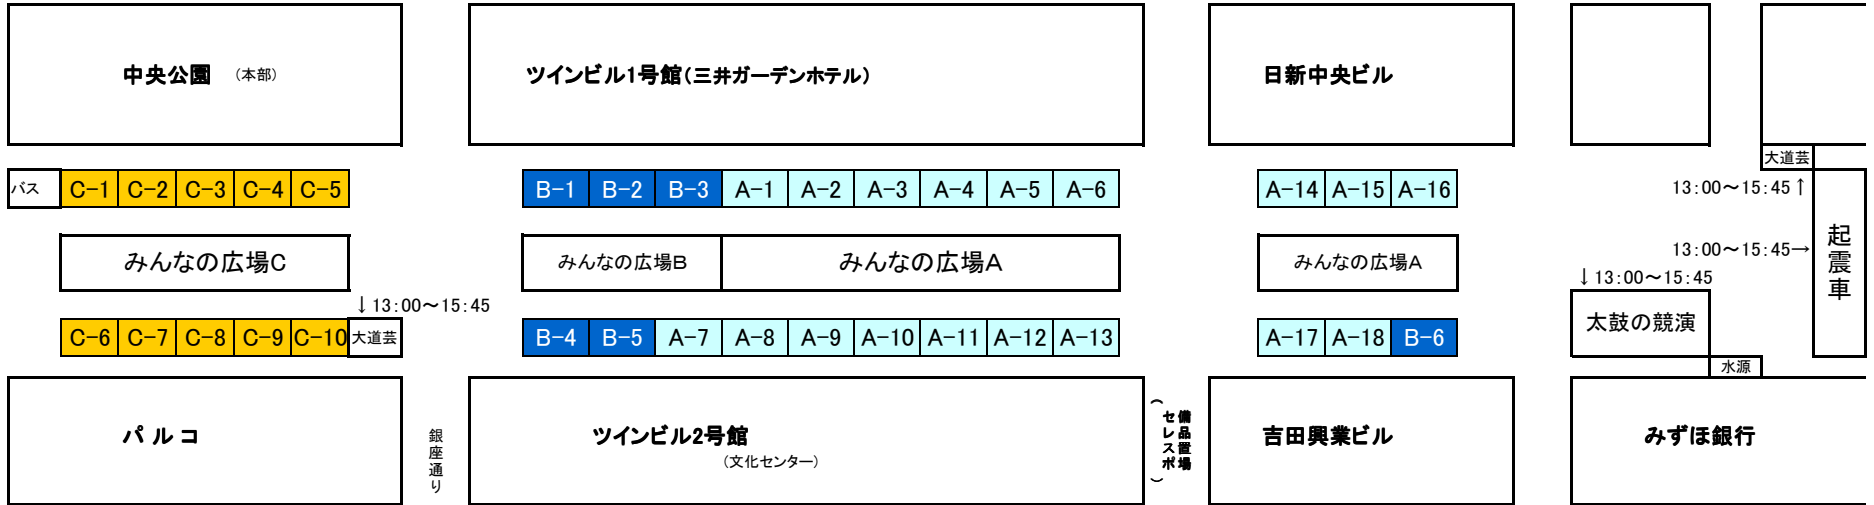 中央公園 (本部)
ツインビル1号館(三井ガーデンホテル)
日新中央ビル
大道芸
バス C-1 C-2 C-3 C-4 C-5
B-1 B-2 B-3 A-1 A-2 A-3 A-4 A-5 A-6
A-14 A-15 A-16
13:00～15:45↑
みんなの広場C
みんなの広場B
みんなの広場A
みんなの広場A
13:00～15:45→
起震車
↓13:00～15:45
↓13:00～15:45
太鼓の競演
C-6 C-7 C-8 C-9 C-10 大道芸
B-4 B-5 A-7 A-8 A-9 A-10 A-11 A-12 A-13
A-17 A-18 B-6
水源
パルコ
銀座通り
ツインビル2号館
(文化センター)
備品置場
(セレスポ)
吉田興業ビル
みずほ銀行